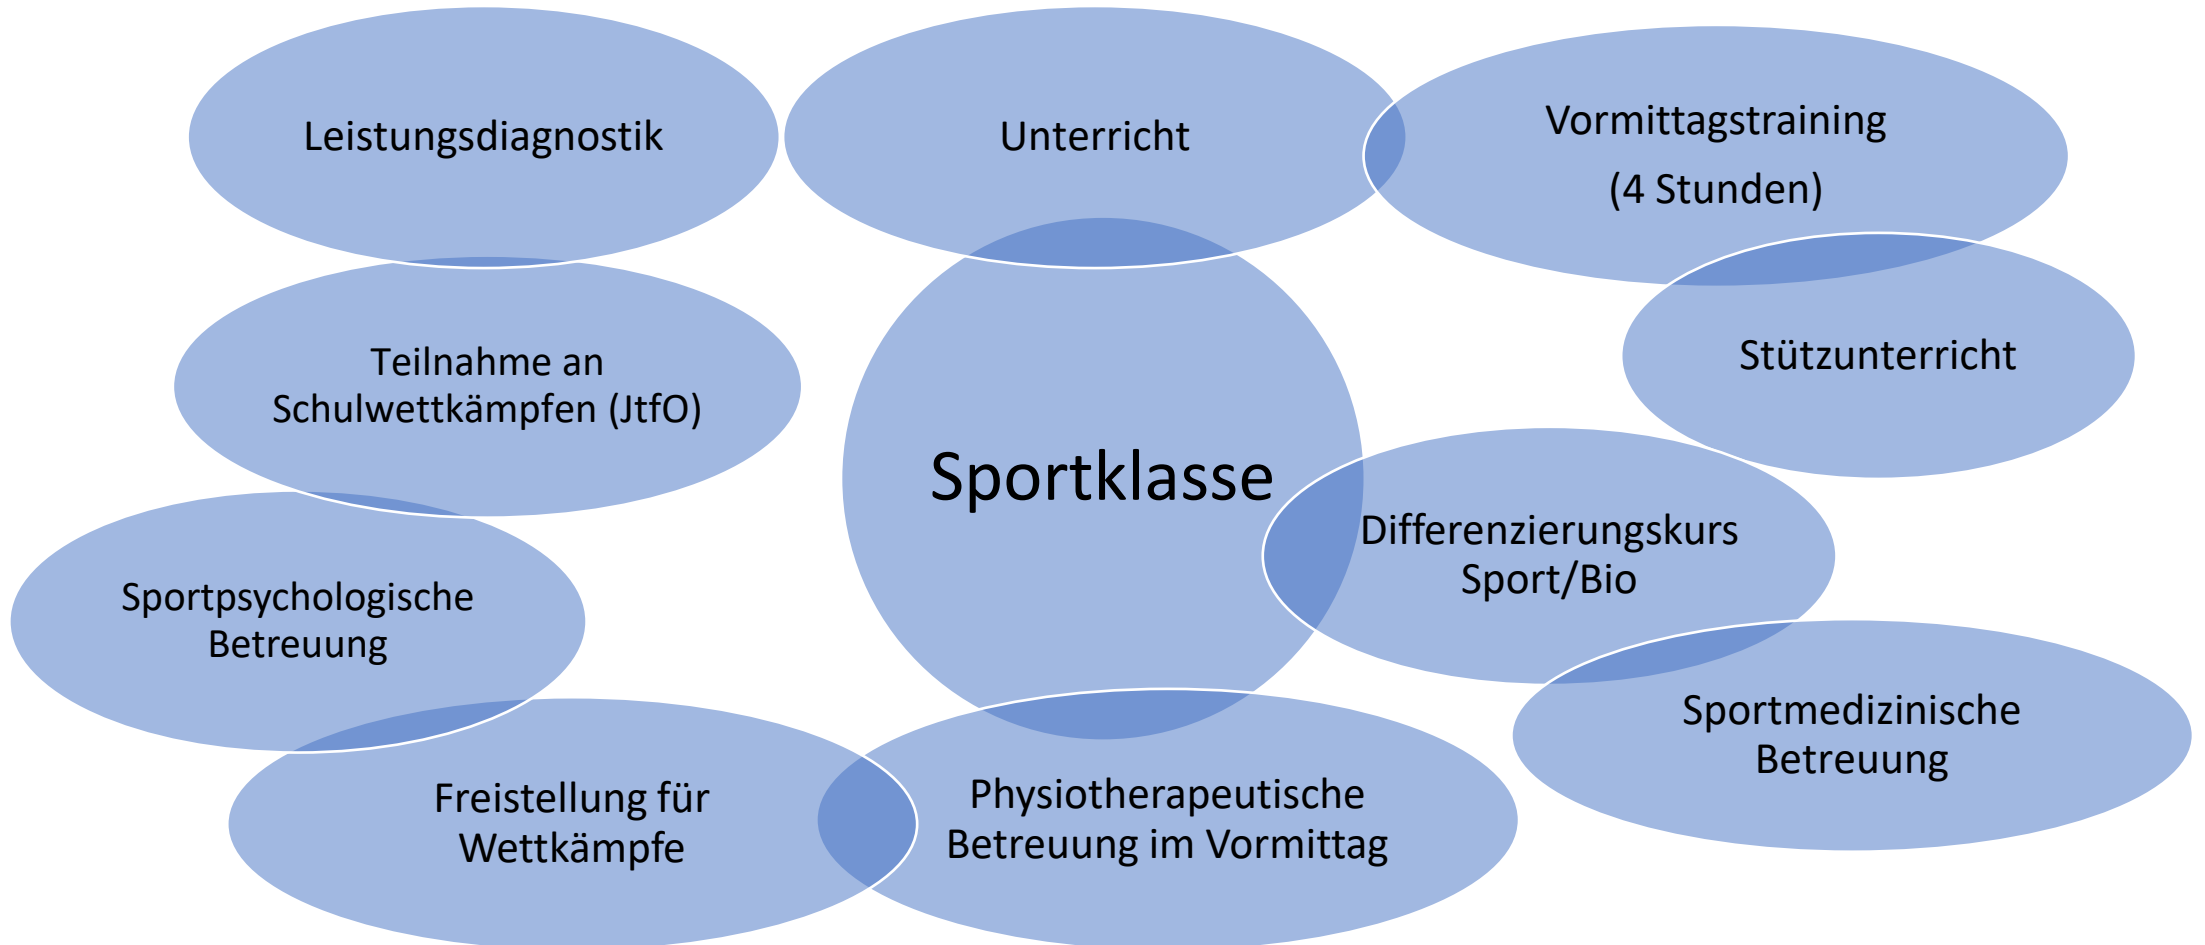 Leistungsdiagnostik
Unterricht
Vormittagstraining
(4 Stunden)
Stützunterricht
Teilnahme an
Schulwettkämpfen (JtfO)
Sportklasse
Differenzierungskurs
Sport/Bio
Sportpsychologische
Betreuung
Sportmedizinische
Betreuung
Freistellung für
Wettkämpfe
Physiotherapeutische
Betreuung im Vormittag